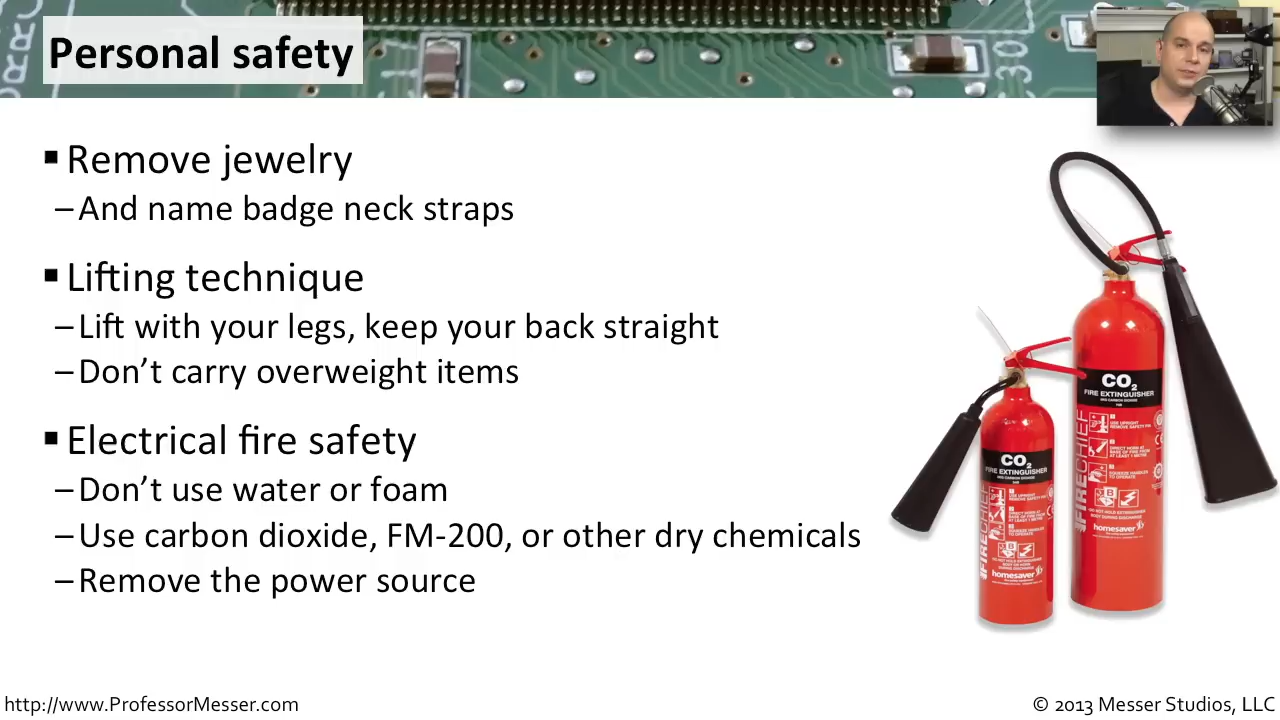 Personal safety
▪ Remove jewelry
–And name badge neck straps
▪ Lifting technique
–Lift with your legs, keep your back straight
–Don’t carry overweight items
▪ Electrical fire safety
–Don’t use water or foam
–Use carbon dioxide, FM-200, or other dry chemicals
–Remove the power source
CO2
FIRE EXTINGUISHER
FIRECHIEF
homesaver
CO2
FIRE EXTINGUISHER
FIRECHIEF
homesaver
http://www.ProfessorMesser.com
© 2013 Messer Studios, LLC